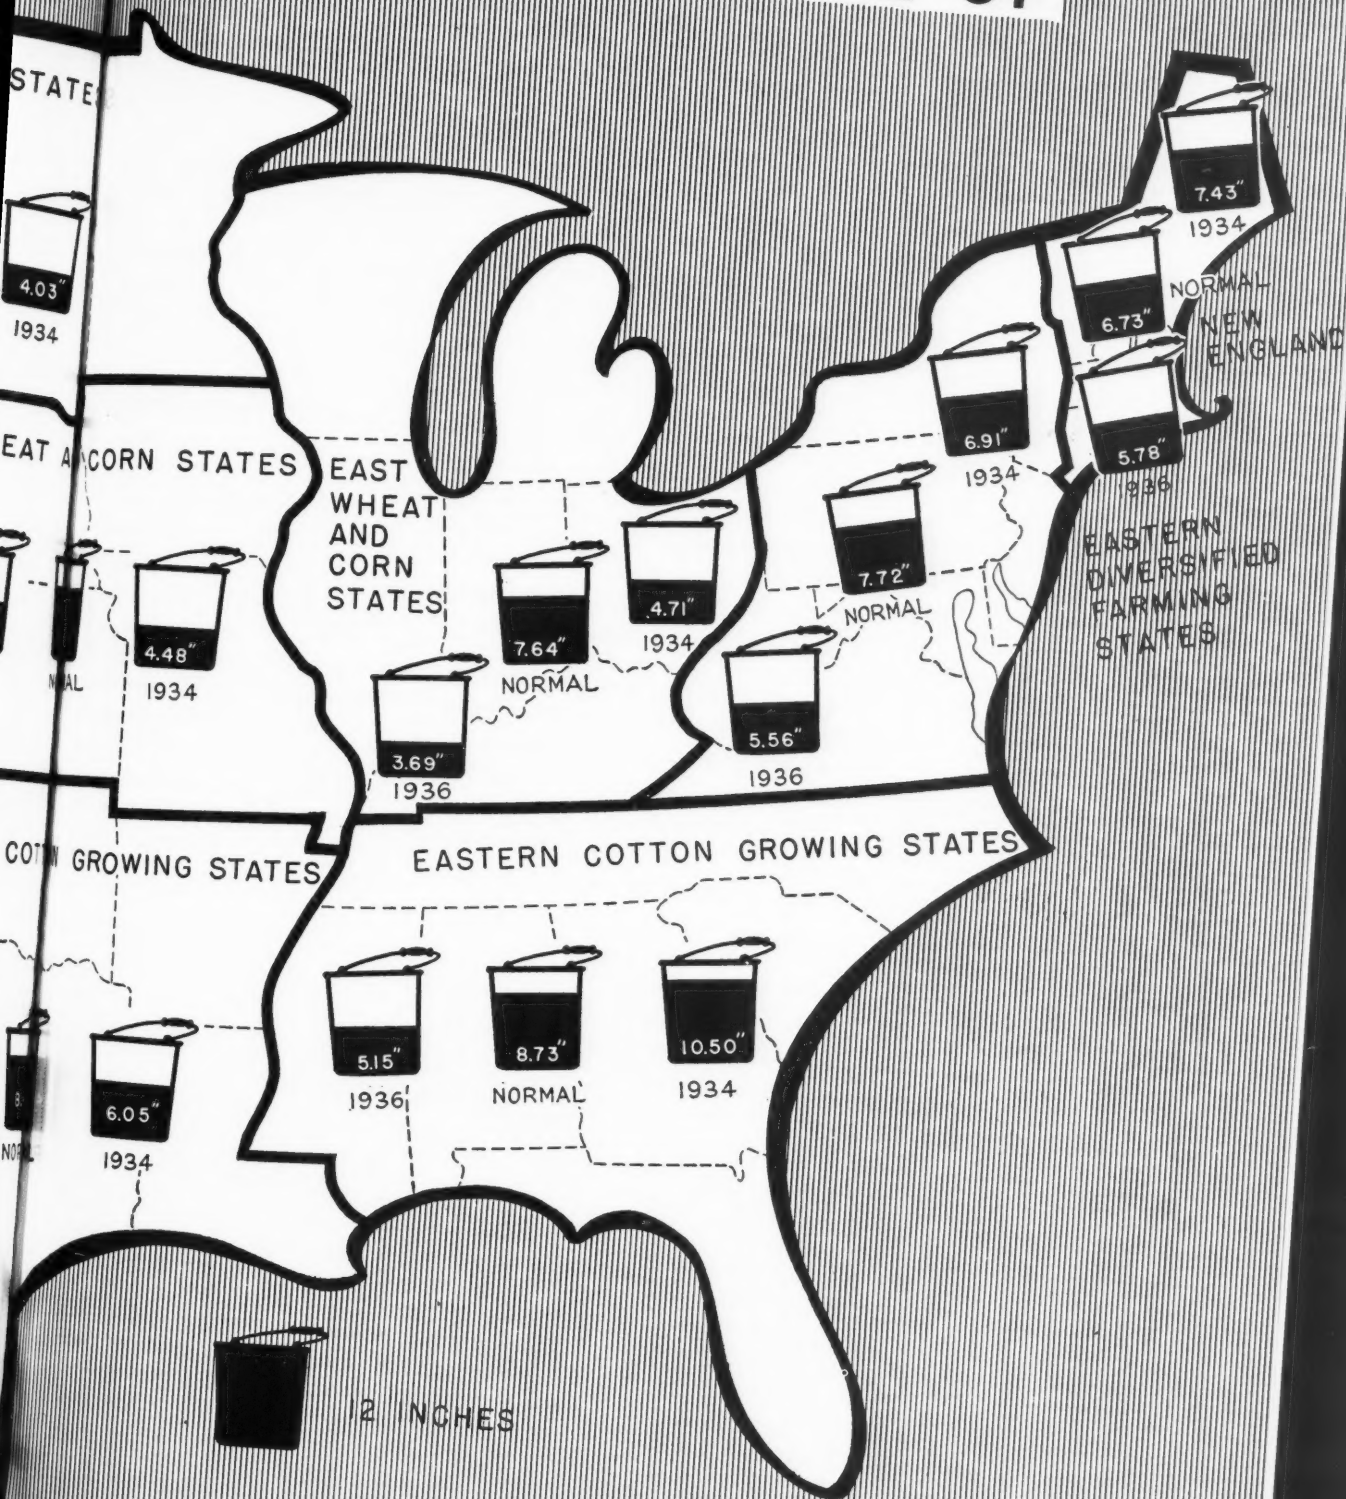 STATES
4.03"
1934
7.43"
1934
6.73"
NORMAL
NEW
ENGLAND
5.78"
1936
6.91"
1934
7.72"
NORMAL
5.56"
1936
EASTERN
DIVERSIFIED
FARMING
STATES
CORN STATES
4.48"
1934
EAST
WHEAT
AND
CORN
STATES
4.71"
1934
7.64"
NORMAL
3.69"
1936
GROWING STATES
6.05"
1934
EASTERN COTTON GROWING STATES
5.15"
1936
8.73"
NORMAL
10.50"
1934
12 INCHES